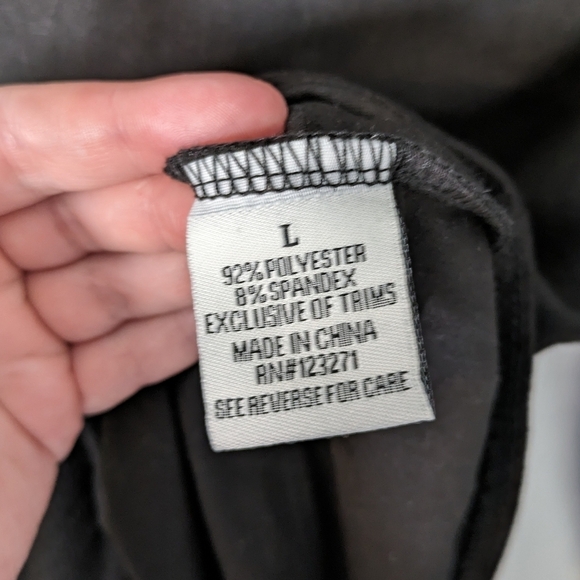 L
92% POLYESTER
8% SPANDEX
EXCLUSIVE OF TRIMS
MADE IN CHINA
RN#123271
SEE REVERSE FOR CARE